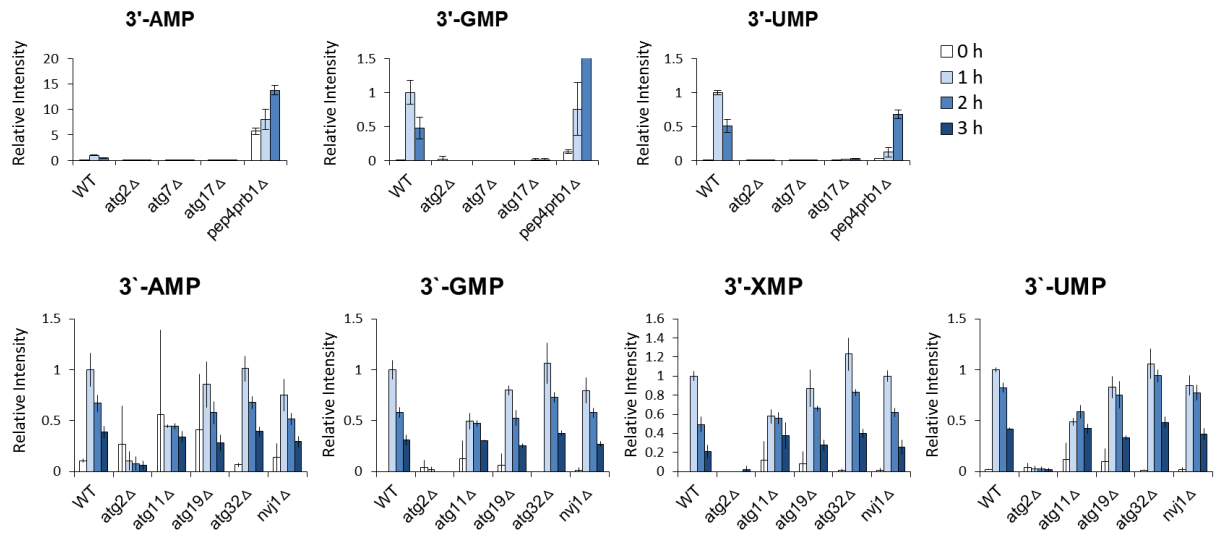 3'-AMP
Relative Intensity
20
15
10
5
0
WT
atg2Δ
atg7Δ
atg17Δ
pep4prb1Δ
3'-GMP
Relative Intensity
1.5
1
0.5
0
WT
atg2Δ
atg7Δ
atg17Δ
pep4prb1Δ
3'-UMP
Relative Intensity
1.5
1
0.5
0
WT
atg2Δ
atg7Δ
atg17Δ
pep4prb1Δ
0 h
1 h
2 h
3 h
3`-AMP
Relative Intensity
1.5
1
0.5
0
WT
atg2Δ
atg11Δ
atg19Δ
atg32Δ
nvj1Δ
3`-GMP
Relative Intensity
1.5
1
0.5
0
WT
atg2Δ
atg11Δ
atg19Δ
atg32Δ
nvj1Δ
3'-XMP
Relative Intensity
1.6
1.4
1.2
1
0.8
0.6
0.4
0.2
0
WT
atg2Δ
atg11Δ
atg19Δ
atg32Δ
nvj1Δ
3`-UMP
Relative Intensity
1.5
1
0.5
0
WT
atg2Δ
atg11Δ
atg19Δ
atg32Δ
nvj1Δ